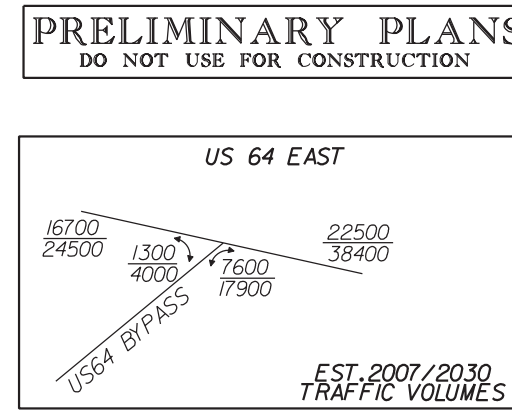 PRELIMINARY PLANS
DO NOT USE FOR CONSTRUCTION
US 64 EAST
16700
24500
1300
4000
7600
17900
22500
38400
US64 BYPASS
EST.2007/2030
TRAFFIC VOLUMES